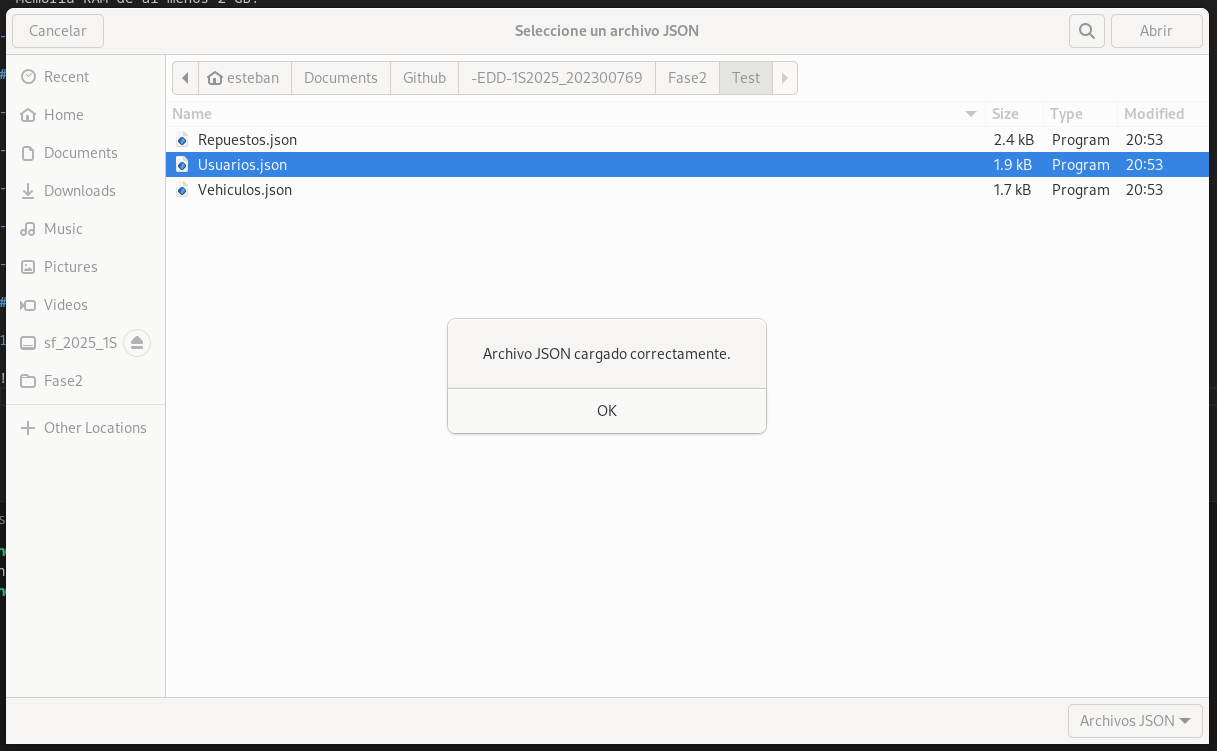 Memoria RAM de al menos 2 GB.
Cancelar
Seleccione un archivo JSON
Abrir
Recent
Home
Documents
Downloads
Music
Pictures
Videos
sf_2025_1S
Fase2
Other Locations
esteban Documents Github -EDD-1S2025_202300769 Fase2 Test
Name Size Type Modified
Repuestos.json 2.4 kB Program 20:53
Usuarios.json 1.9 kB Program 20:53
Vehiculos.json 1.7 kB Program 20:53
Archivo JSON cargado correctamente.
OK
Archivos JSON